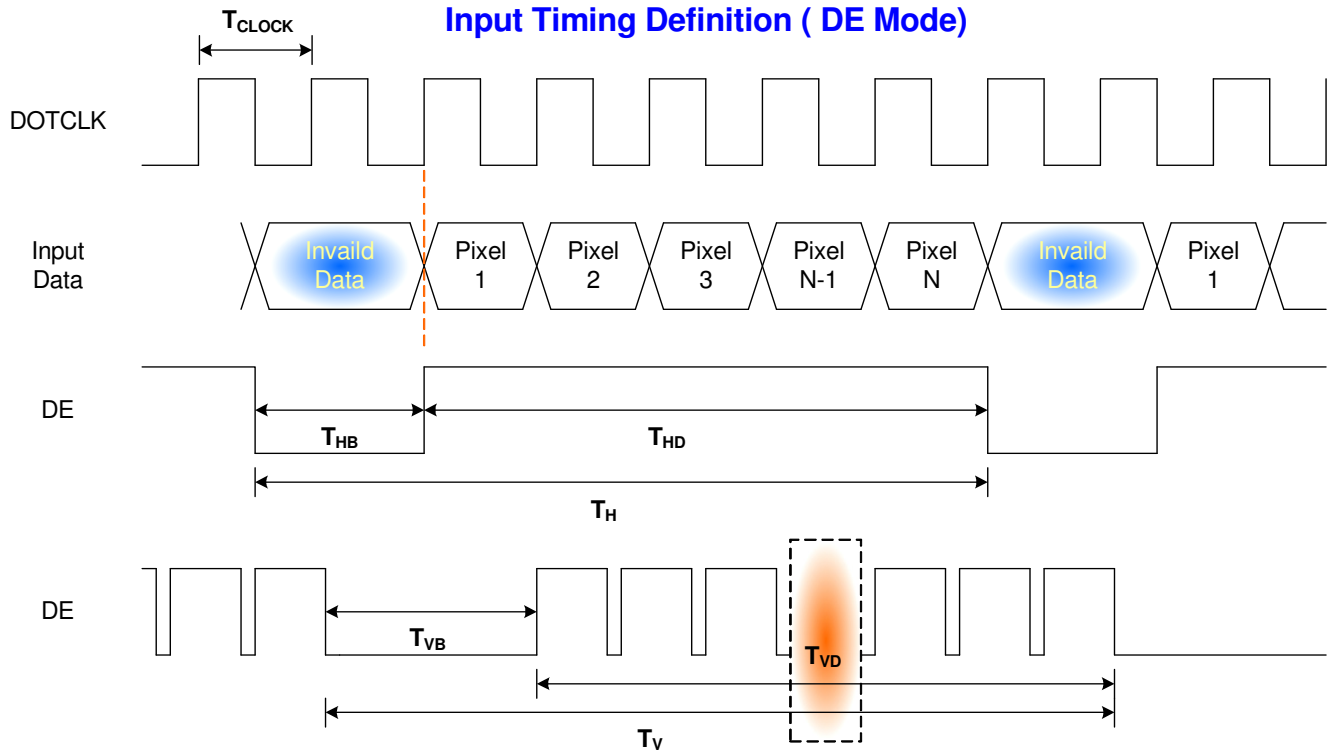 Input Timing Definition ( DE Mode)
TCLOCK
DOTCLK
Input
Data
Invaild
Data
Pixel
1
Pixel
2
Pixel
3
Pixel
N-1
Pixel
N
Invaild
Data
Pixel
1
DE
THB
THD
TH
DE
TVB
TVD
TV